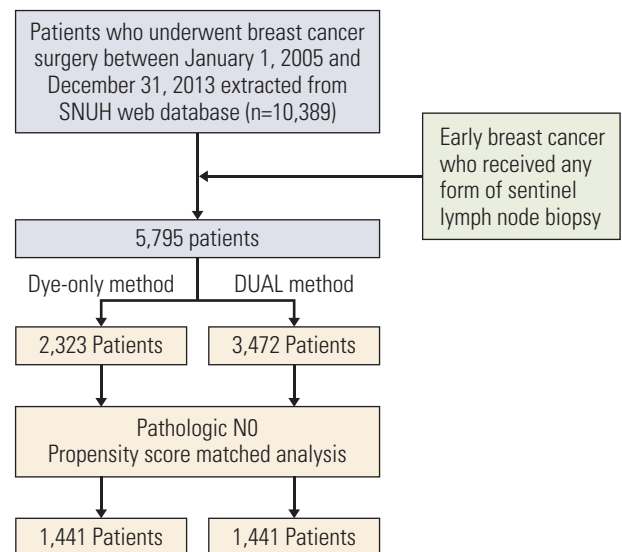 Patients who underwent breast cancer
surgery between January 1, 2005 and
December 31, 2013 extracted from
SNUH web database (n=10,389)
Early breast cancer
who received any
form of sentinel
lymph node biopsy
5,795 patients
Dye-only method
DUAL method
2,323 Patients
3,472 Patients
Pathologic N0
Propensity score matched analysis
1,441 Patients
1,441 Patients